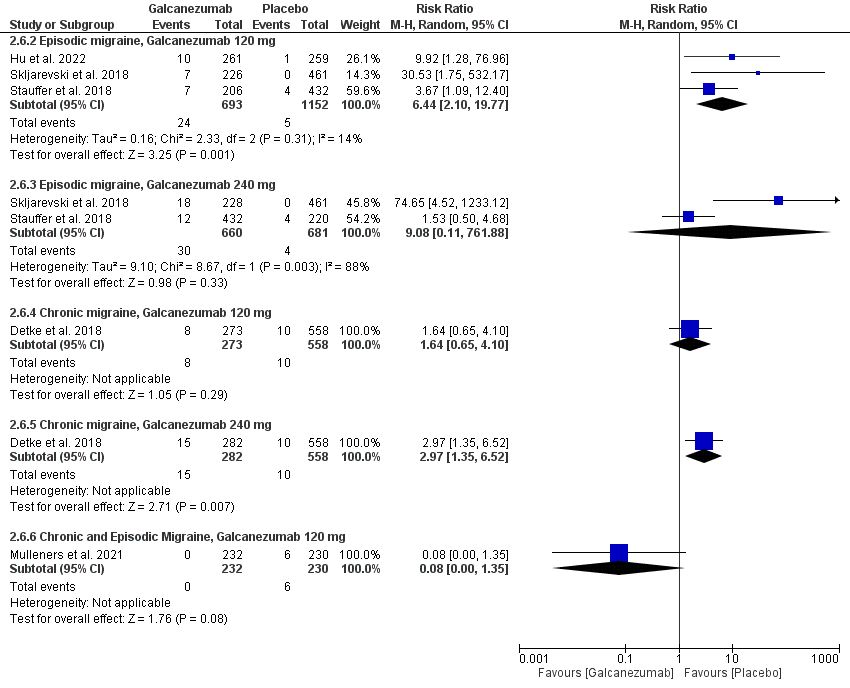 Galcanezumab Placebo Risk Ratio Risk Ratio
Study or Subgroup Events Total Events Total Weight M-H, Random, 95% CI M-H, Random, 95% CI
2.6.2 Episodic migraine, Galcanezumab 120 mg
Hu et al. 2022 10 261 1 259 26.1% 9.92 [1.28, 76.96]
Skljarevski et al. 2018 7 226 0 461 14.3% 30.53 [1.75, 532.17]
Stauffer et al. 2018 7 206 4 432 59.6% 3.67 [1.09, 12.40]
Subtotal (95% CI) 693 1152 100.0% 6.44 [2.10, 19.77]
Total events 24 5
Heterogeneity: Tau² = 0.16; Chi² = 2.33, df = 2 (P = 0.31); I² = 14%
Test for overall effect: Z = 3.25 (P = 0.001)
2.6.3 Episodic migraine, Galcanezumab 240 mg
Skljarevski et al. 2018 18 228 0 461 45.8% 74.65 [4.52, 1233.12]
Stauffer et al. 2018 12 432 4 220 54.2% 1.53 [0.50, 4.68]
Subtotal (95% CI) 660 681 100.0% 9.08 [0.11, 761.88]
Total events 30 4
Heterogeneity: Tau² = 9.10; Chi² = 8.67, df = 1 (P = 0.003); I² = 88%
Test for overall effect: Z = 0.98 (P = 0.33)
2.6.4 Chronic migraine, Galcanezumab 120 mg
Detke et al. 2018 8 273 10 558 100.0% 1.64 [0.65, 4.10]
Subtotal (95% CI) 273 558 100.0% 1.64 [0.65, 4.10]
Total events 8 10
Heterogeneity: Not applicable
Test for overall effect: Z = 1.05 (P = 0.29)
2.6.5 Chronic migraine, Galcanezumab 240 mg
Detke et al. 2018 15 282 10 558 100.0% 2.97 [1.35, 6.52]
Subtotal (95% CI) 282 558 100.0% 2.97 [1.35, 6.52]
Total events 15 10
Heterogeneity: Not applicable
Test for overall effect: Z = 2.71 (P = 0.007)
2.6.6 Chronic and Episodic Migraine, Galcanezumab 120 mg
Mulleners et al. 2021 0 232 6 230 100.0% 0.08 [0.00, 1.35]
Subtotal (95% CI) 232 230 100.0% 0.08 [0.00, 1.35]
Total events 0 6
Heterogeneity: Not applicable
Test for overall effect: Z = 1.76 (P = 0.08)
0.001 0.1 1 10 1000
Favours [Galcanezumab] Favours [Placebo]